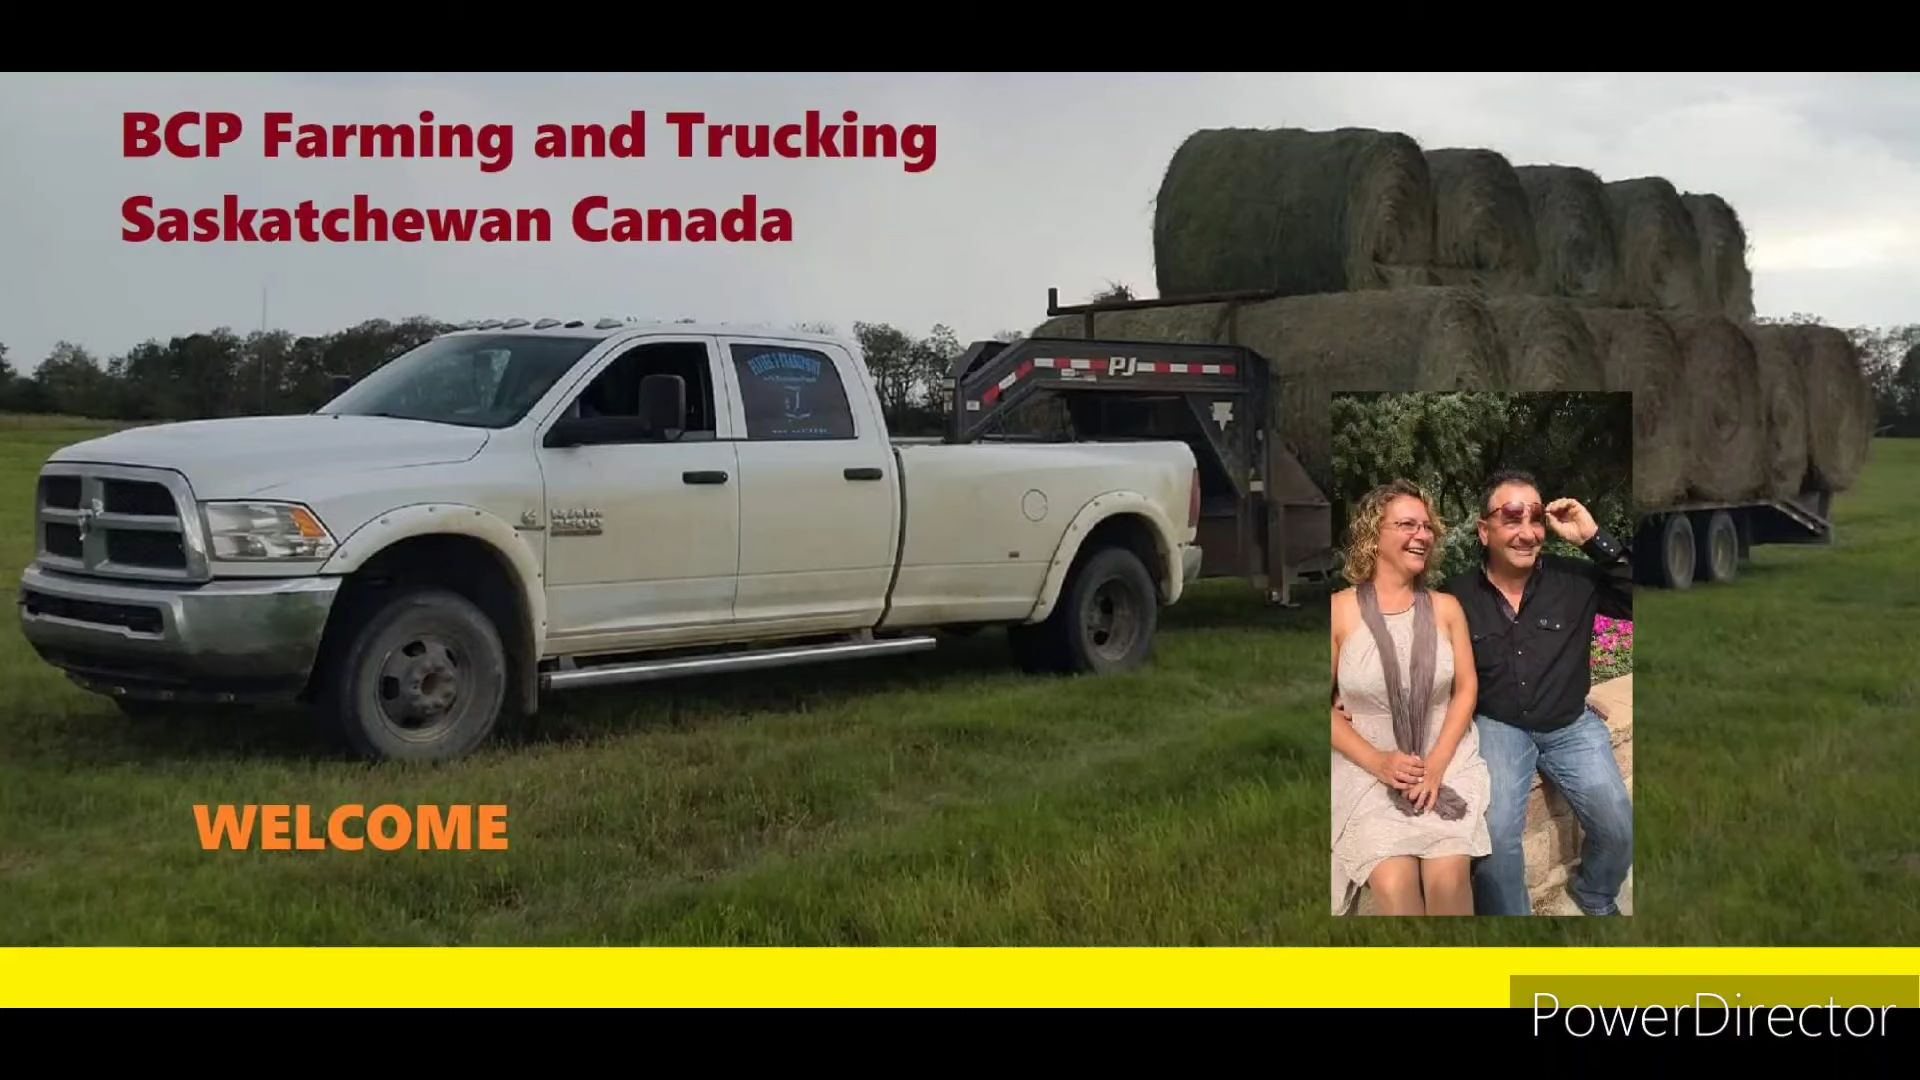 BCP Farming and Trucking
Saskatchewan Canada
PJ
WELCOME
PowerDirector